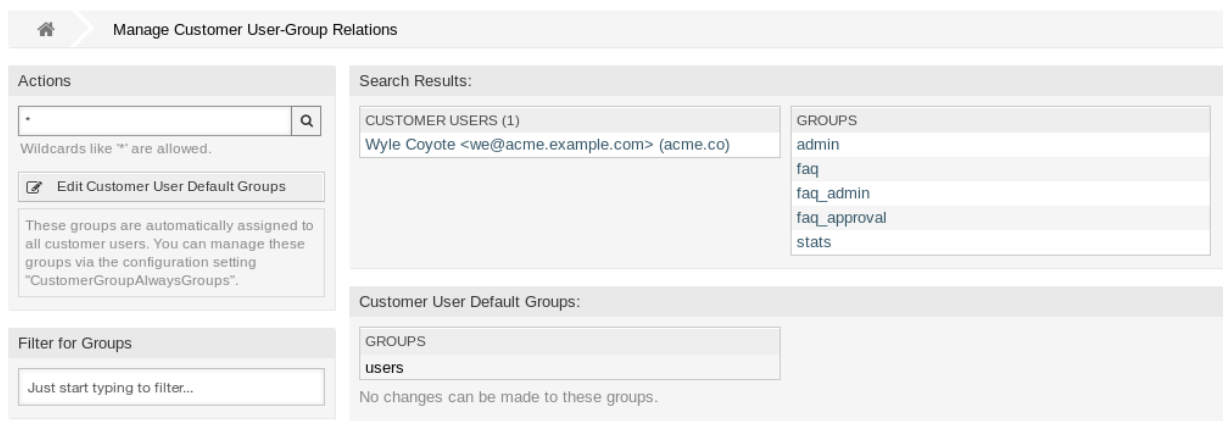 Manage Customer User-Group Relations
Actions
*
Wildcards like '*' are allowed.
Edit Customer User Default Groups
These groups are automatically assigned to
all customer users. You can manage these
groups via the configuration setting
"CustomerGroupAlwaysGroups".
Filter for Groups
Just start typing to filter...
Search Results:
CUSTOMER USERS (1)
Wyle Coyote <we@acme.example.com> (acme.co)
GROUPS
admin
faq
faq_admin
faq_approval
stats
Customer User Default Groups:
GROUPS
users
No changes can be made to these groups.